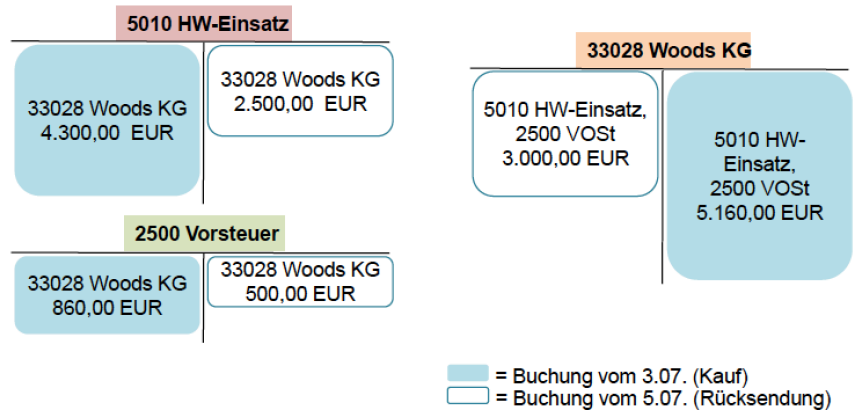 5010 HW-Einsatz
33028 Woods KG
4.300,00 EUR
33028 Woods KG
2.500,00 EUR
2500 Vorsteuer
33028 Woods KG
860,00 EUR
33028 Woods KG
500,00 EUR
33028 Woods KG
5010 HW-Einsatz,
2500 VOSt
3.000,00 EUR
5010 HW-
Einsatz,
2500 VOSt
5.160,00 EUR
= Buchung vom 3.07. (Kauf)
= Buchung vom 5.07. (Rücksendung)